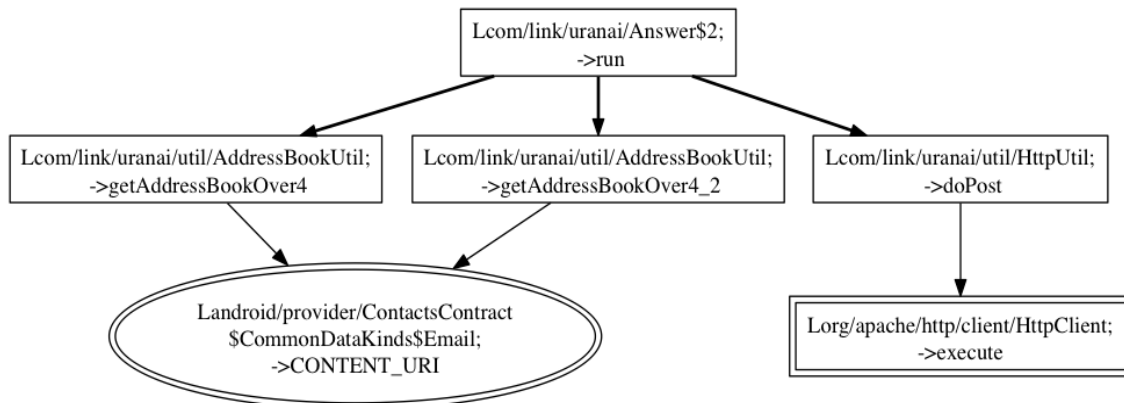 Lcom/link/uranai/Answer$2;
->run
Lcom/link/uranai/util/AddressBookUtil;
->getAddressBookOver4
Lcom/link/uranai/util/AddressBookUtil;
->getAddressBookOver4_2
Lcom/link/uranai/util/HttpUtil;
->doPost
Landroid/provider/ContactsContract
$CommonDataKinds$Email;
->CONTENT_URI
Lorg/apache/http/client/HttpClient;
->execute